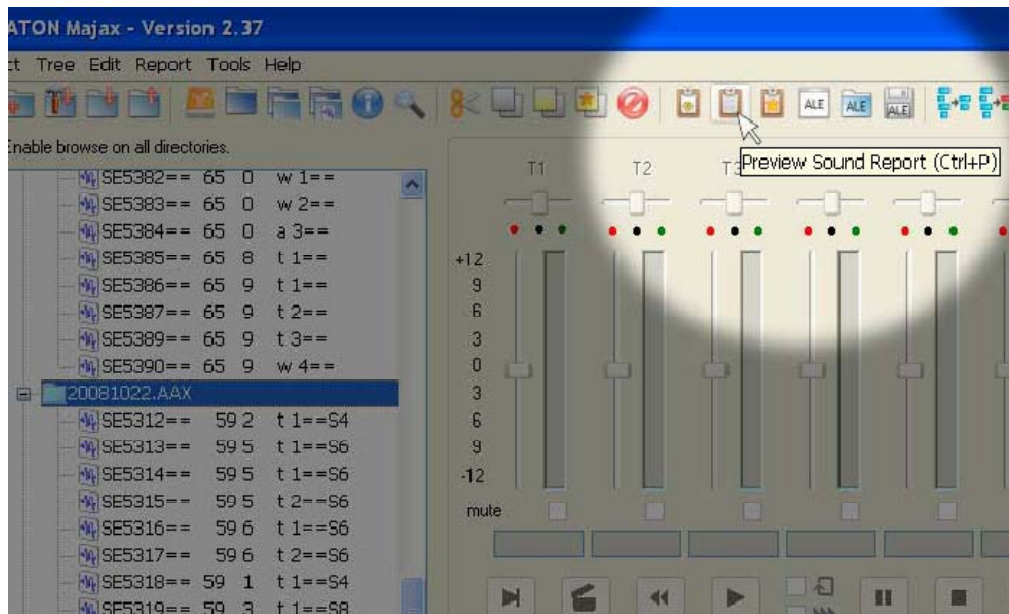 ATON Majax - Version 2.37
ct Tree Edit Report Tools Help
ALE ALE ALE
Enable browse on all directories.
Preview Sound Report (Ctrl+P)
T1 T2 T3
SE5382== 65 0 w 1==
SE5383== 65 0 w 2==
SE5384== 65 0 a 3==
SE5385== 65 8 t 1==
SE5386== 65 9 t 1==
SE5387== 65 9 t 2==
SE5389== 65 9 t 3==
SE5390== 65 9 w 4==
20081022.AAX
SE5312== 59 2 t 1==S4
SE5313== 59 5 t 1==S6
SE5314== 59 5 t 1==S6
SE5315== 59 5 t 2==S6
SE5316== 59 6 t 1==S6
SE5317== 59 6 t 2==S6
SE5318== 59 1 t 1==S4
SE5319== 59 3 t 1==S8
+12
9
6
3
0
3
6
9
-12
mute